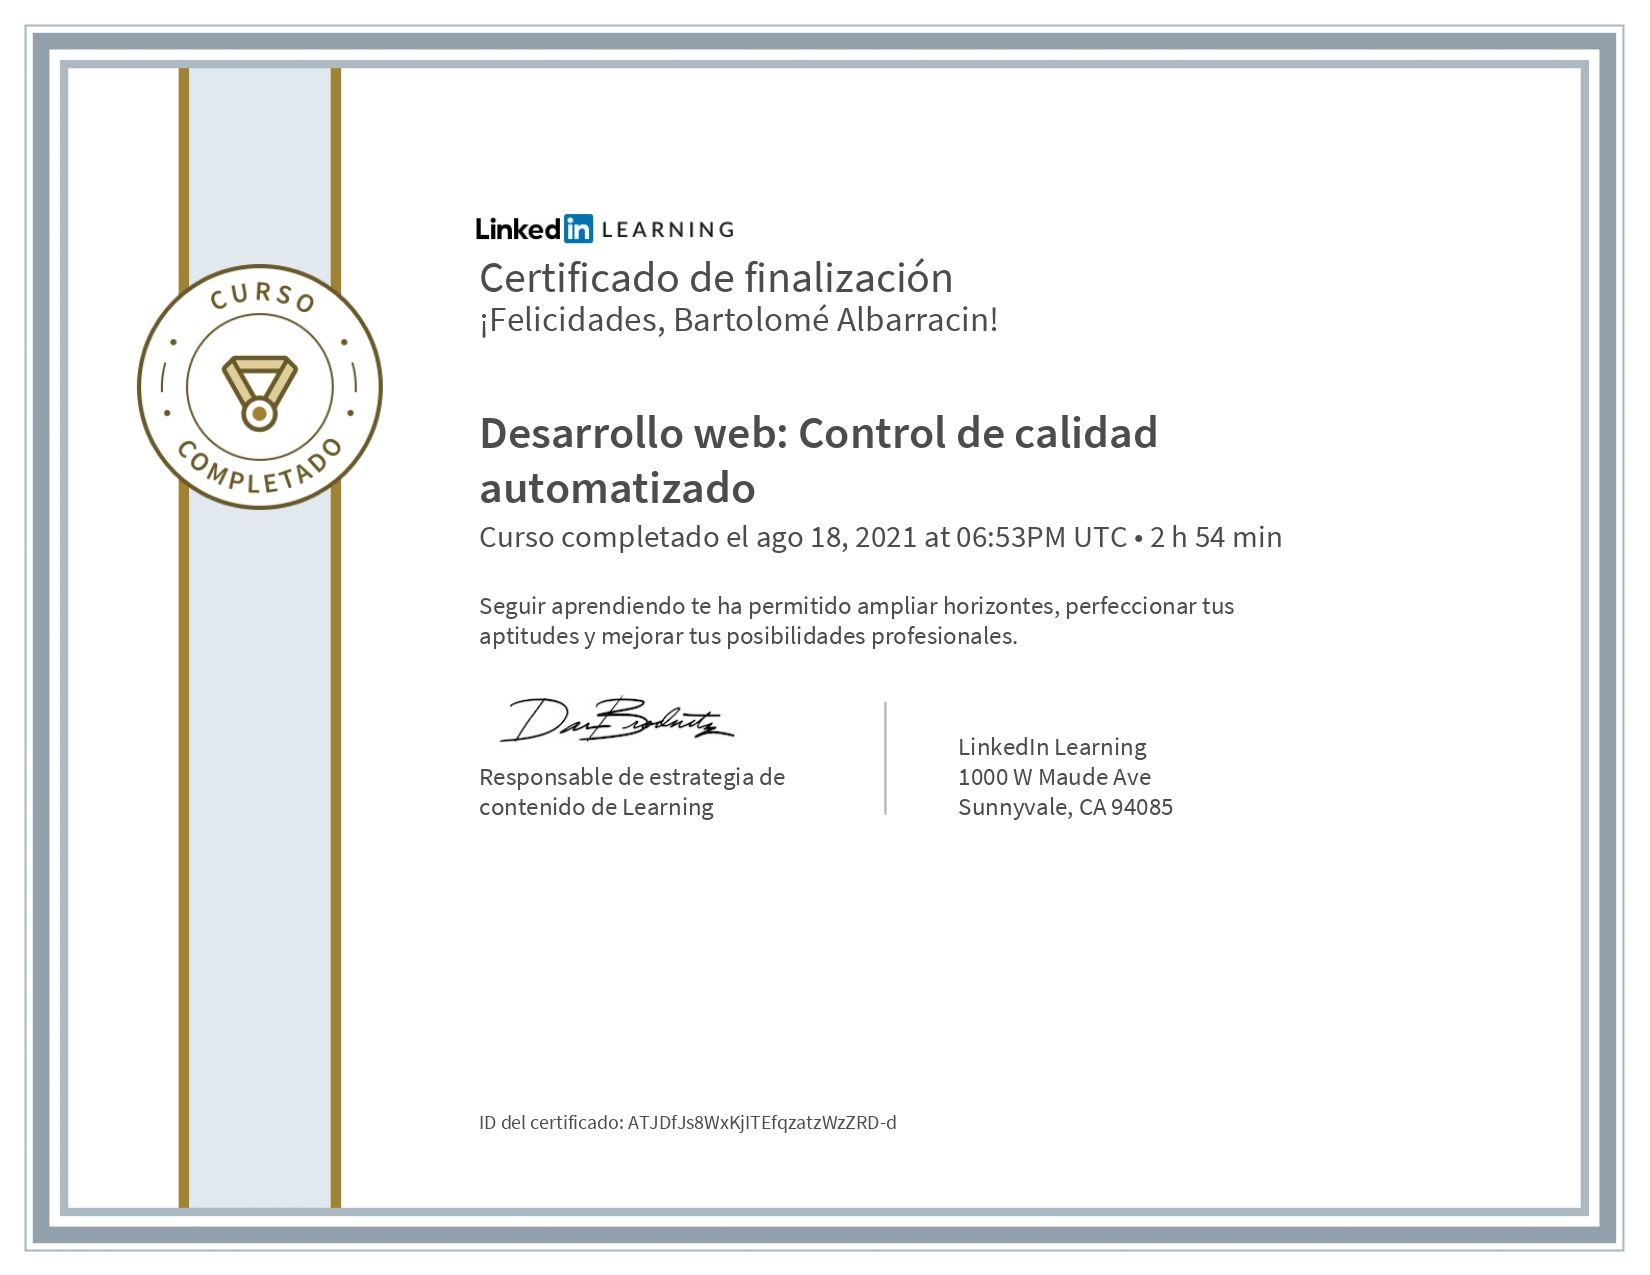 LinkedIn LEARNING
Certificado de finalización
¡Felicidades, Bartolomé Albarracin!
CURSO
COMPLETADO
Desarrollo web: Control de calidad
automatizado
Curso completado el ago 18, 2021 at 06:53PM UTC • 2 h 54 min
Seguir aprendiendo te ha permitido ampliar horizontes, perfeccionar tus
aptitudes y mejorar tus posibilidades profesionales.
Dan Brodnitz
Responsable de estrategia de
contenido de Learning
LinkedIn Learning
1000 W Maude Ave
Sunnyvale, CA 94085
ID del certificado: ATJDfJs8WxKjITEfqzatzWzZRD-d